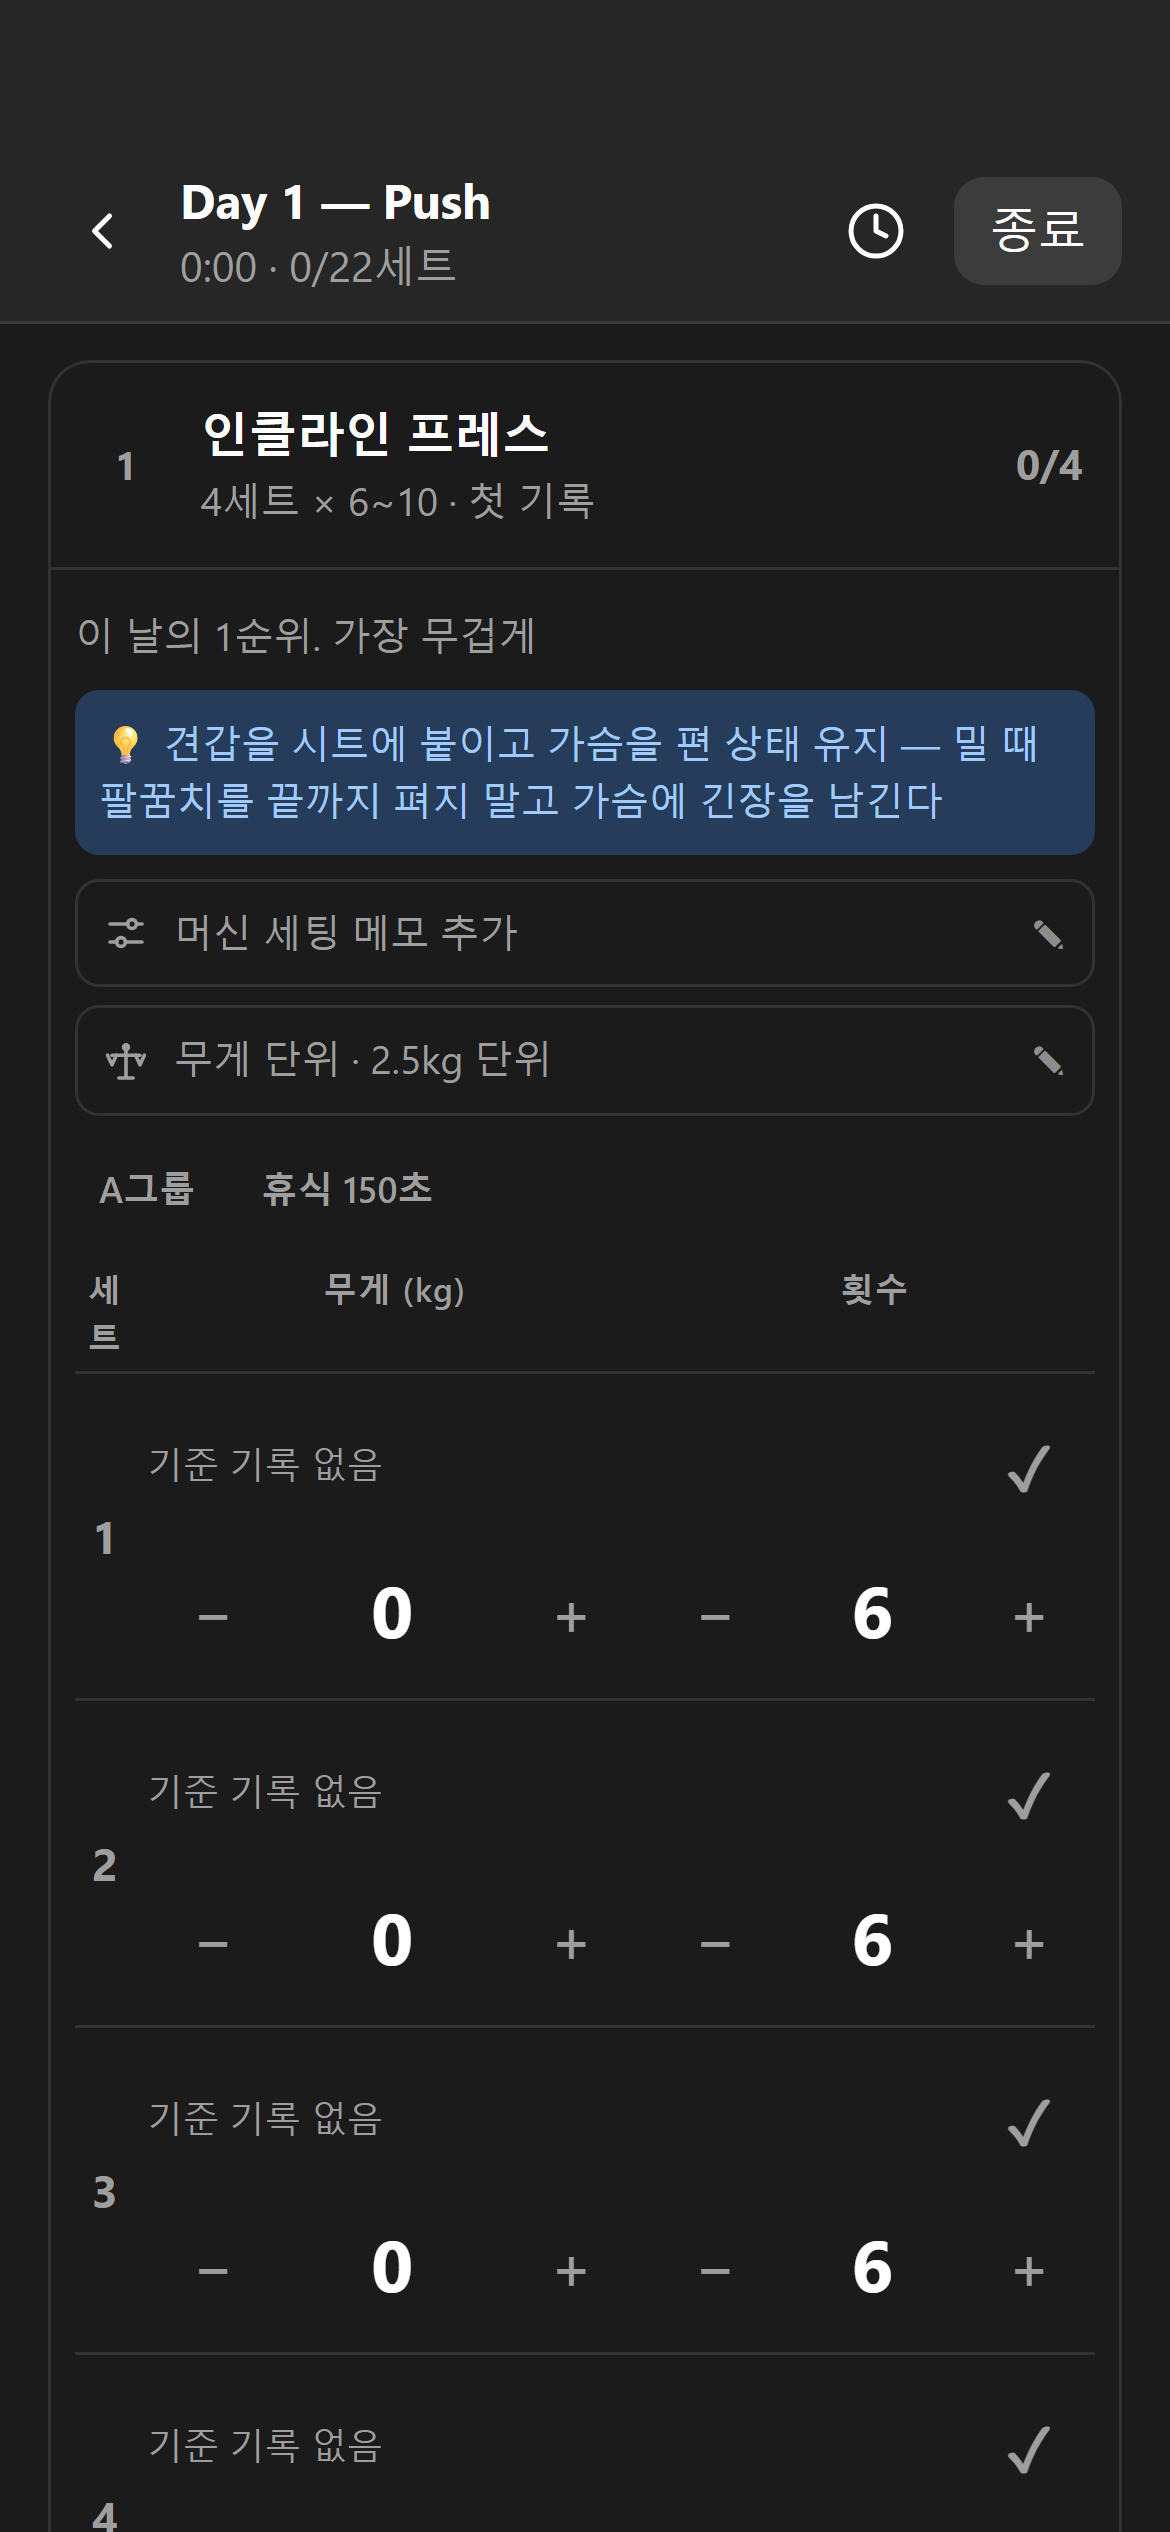 Day 1 — Push
0:00 · 0/22세트
종료
1
인클라인 프레스
4세트 × 6~10 · 첫 기록
0/4
이 날의 1순위. 가장 무겁게
💡 견갑을 시트에 붙이고 가슴을 편 상태 유지 — 밀 때
팔꿈치를 끝까지 펴지 말고 가슴에 긴장을 남긴다
머신 세팅 메모 추가
무게 단위 · 2.5kg 단위
A그룹 휴식 150초
세트 무게 (kg) 횟수
기준 기록 없음 ✓
1
− 0 + − 6 +
기준 기록 없음 ✓
2
− 0 + − 6 +
기준 기록 없음 ✓
3
− 0 + − 6 +
기준 기록 없음 ✓
4